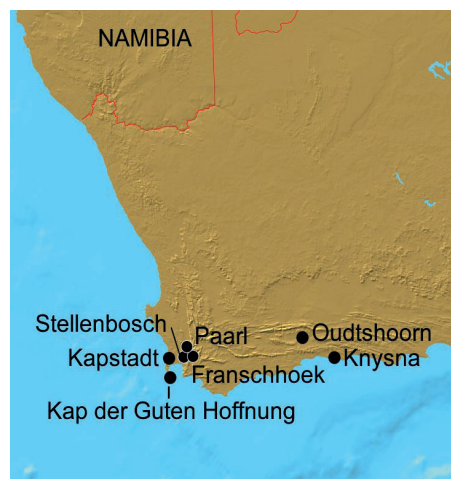 NAMIBIA
Stellenbosch
Paarl
Oudtshoorn
Kapstadt
Knysna
Franschhoek
Kap der Guten Hoffnung